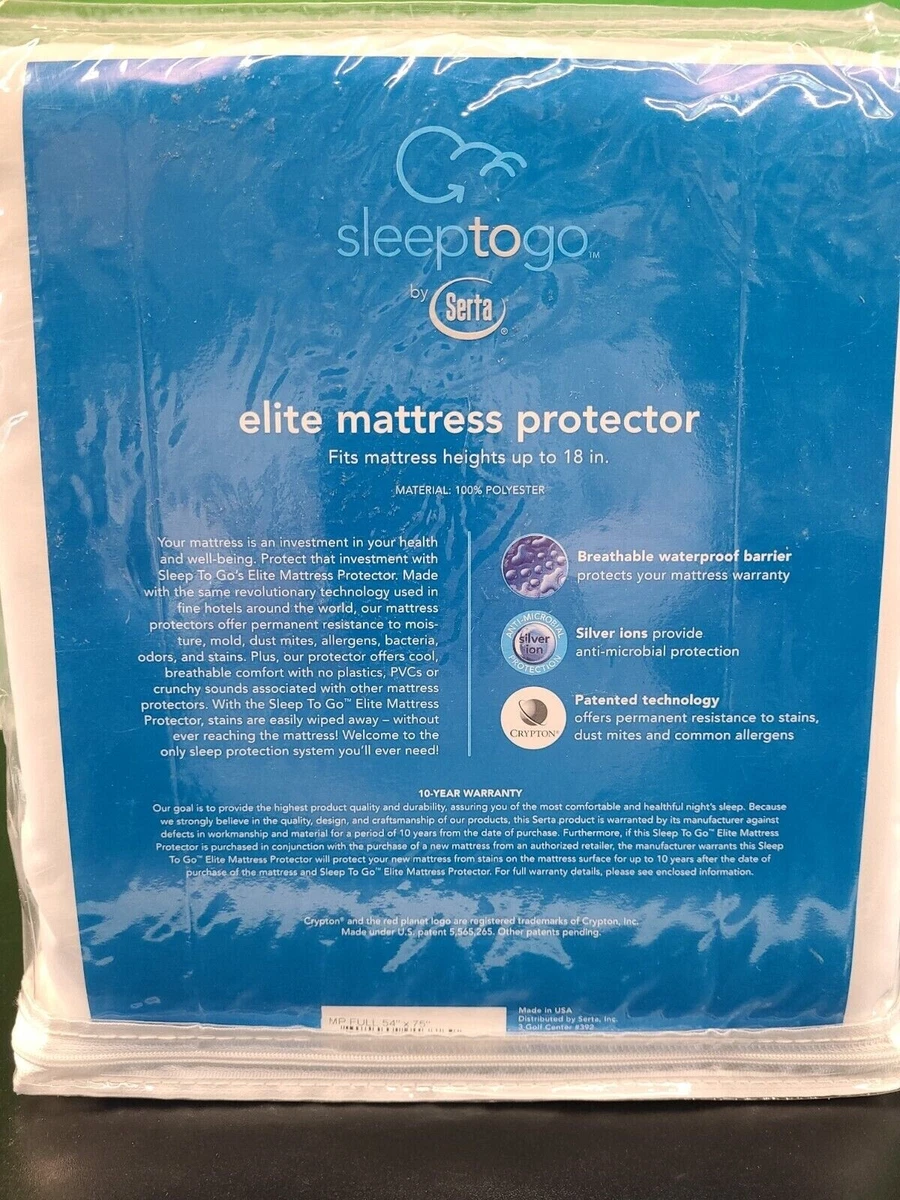 sleeptogo™
by Serta®
elite mattress protector
Fits mattress heights up to 18 in.
MATERIAL: 100% POLYESTER
Your mattress is an investment in your health
and well-being. Protect that investment with
Sleep To Go's Elite Mattress Protector. Made
with the same revolutionary technology used in
fine hotels around the world, our mattress
protectors offer permanent resistance to mois-
ture, mold, dust mites, allergens, bacteria,
odors, and stains. Plus, our protector offers cool,
breathable comfort with no plastics, PVCs or
crunchy sounds associated with other mattress
protectors. With the Sleep To Go™ Elite Mattress
Protector, stains are easily wiped away – without
ever reaching the mattress! Welcome to the
only sleep protection system you'll ever need!
Breathable waterproof barrier
protects your mattress warranty
ANTI-MICROBIAL
silver
ion
PROTECTION
Silver ions provide
anti-microbial protection
CRYPTON®
Patented technology
offers permanent resistance to stains,
dust mites and common allergens
10-YEAR WARRANTY
Our goal is to provide the highest product quality and durability, assuring you of the most comfortable and healthful night's sleep. Because
we strongly believe in the quality, design, and craftsmanship of our products, this Serta product is warranted by its manufacturer against
defects in workmanship and material for a period of 10 years from the date of purchase. Furthermore, if this Sleep To Go™ Elite Mattress
Protector is purchased in conjunction with the purchase of a new mattress from an authorized retailer, the manufacturer warrants this Sleep
To Go™ Elite Mattress Protector will protect your new mattress from stains on the mattress surface for up to 10 years after the date of
purchase of the mattress and Sleep To Go™ Elite Mattress Protector. For full warranty details, please see enclosed information.
Crypton® and the red planet logo are registered trademarks of Crypton, Inc.
Made under U.S. patent 5,565,265. Other patents pending.
MP-FULL 54" x 75"
Made in USA
Distributed by Serta, Inc.
3 Golf Center #392